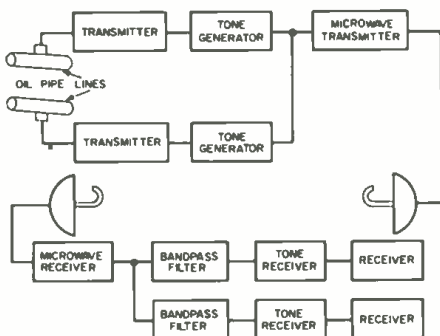 TRANSMITTER
TONE
GENERATOR
MICROWAVE
TRANSMITTER
OIL PIPE LINES
TRANSMITTER
TONE
GENERATOR
MICROWAVE
RECEIVER
BANDPASS
FILTER
TONE
RECEIVER
RECEIVER
BANDPASS
FILTER
TONE
RECEIVER
RECEIVER